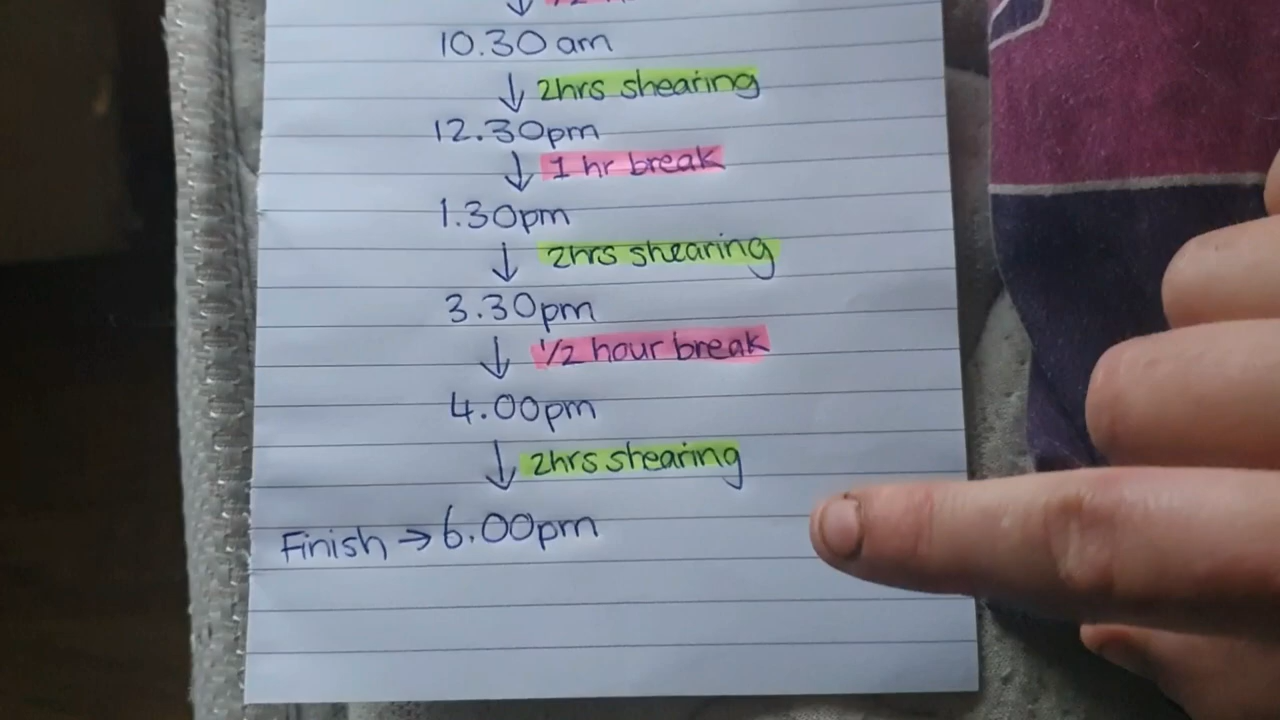 10.30 am
↓ 2hrs shearing
12.30pm
↓ 1 hr break
1.30pm
↓ 2hrs shearing
3.30pm
↓ 1/2 hour break
4.00pm
↓ 2hrs shearing
Finish → 6.00pm